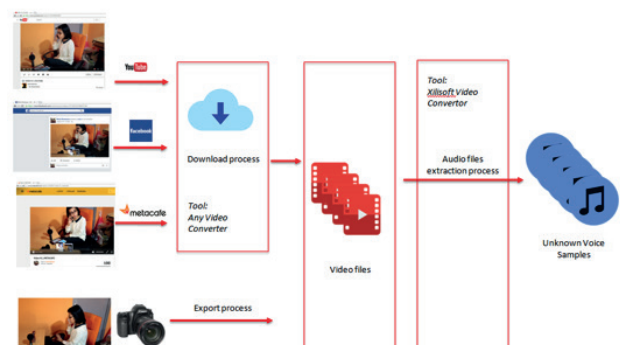 YouTube
Tool:
Xilisoft Video
Convertor
facebook
Download process
Audio files
extraction process
metacafe
Tool:
Any Video
Converter
Unknown Voice
Samples
Video files
Export process